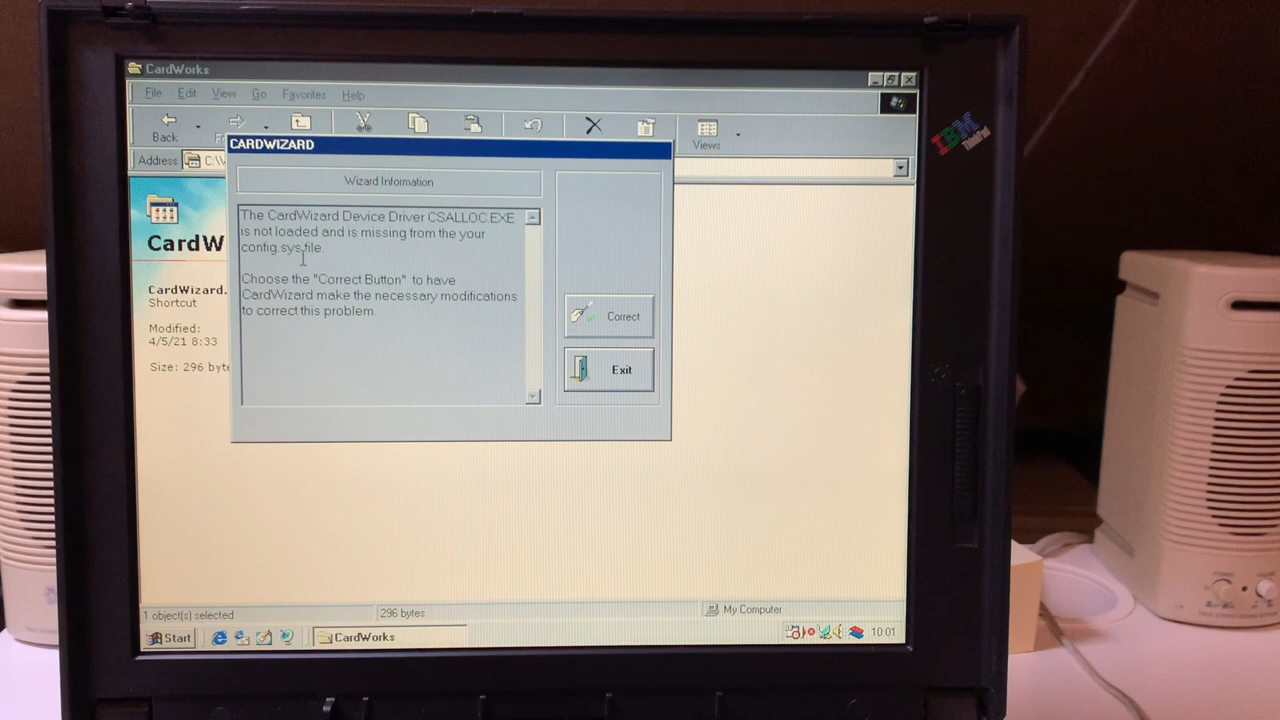 CardWorks
File Edit View Go Favorites Help
Back
Views
Address C:\
CARDWIZARD
Wizard Information
The CardWizard Device Driver CSALLOC.EXE
is not loaded and is missing from the your
config.sys file.
Choose the "Correct Button" to have
CardWizard make the necessary modifications
to correct this problem.
Correct
Exit
CardW
CardWizard.
Shortcut
Modified:
4/5/21 8:33
Size: 296 byte
1 object(s) selected
296 bytes
My Computer
Start
CardWorks
10:01
IBM
ThinkPad
POWER